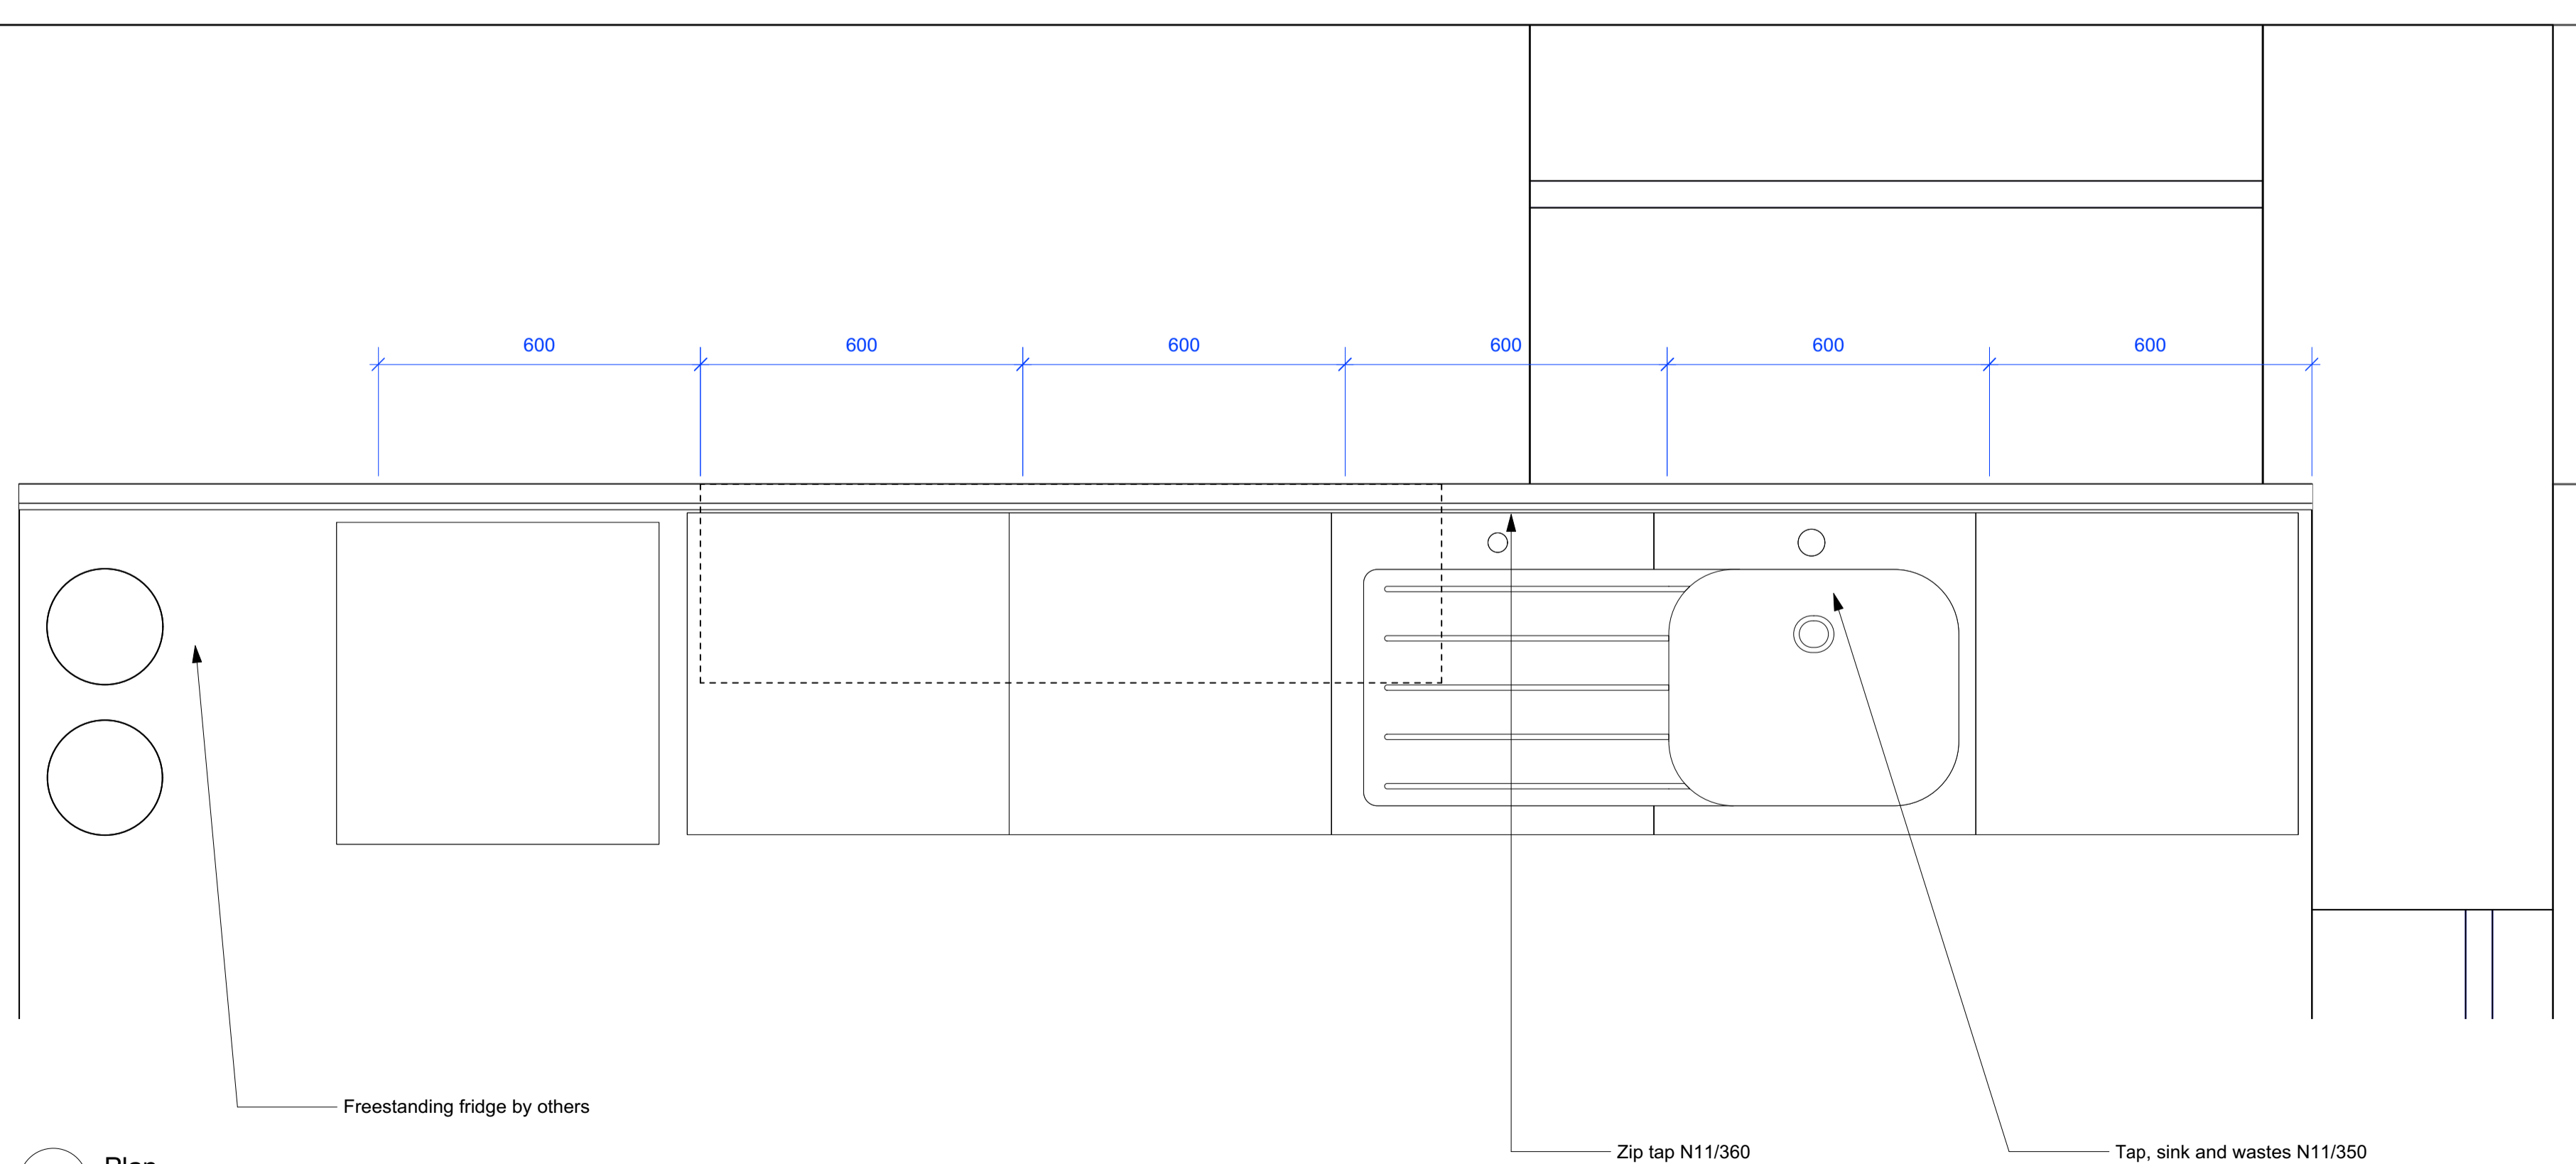 600 600 600 600 600 600
Freestanding fridge by others
Zip tap N11/360 Tap, sink and wastes N11/350
Plan